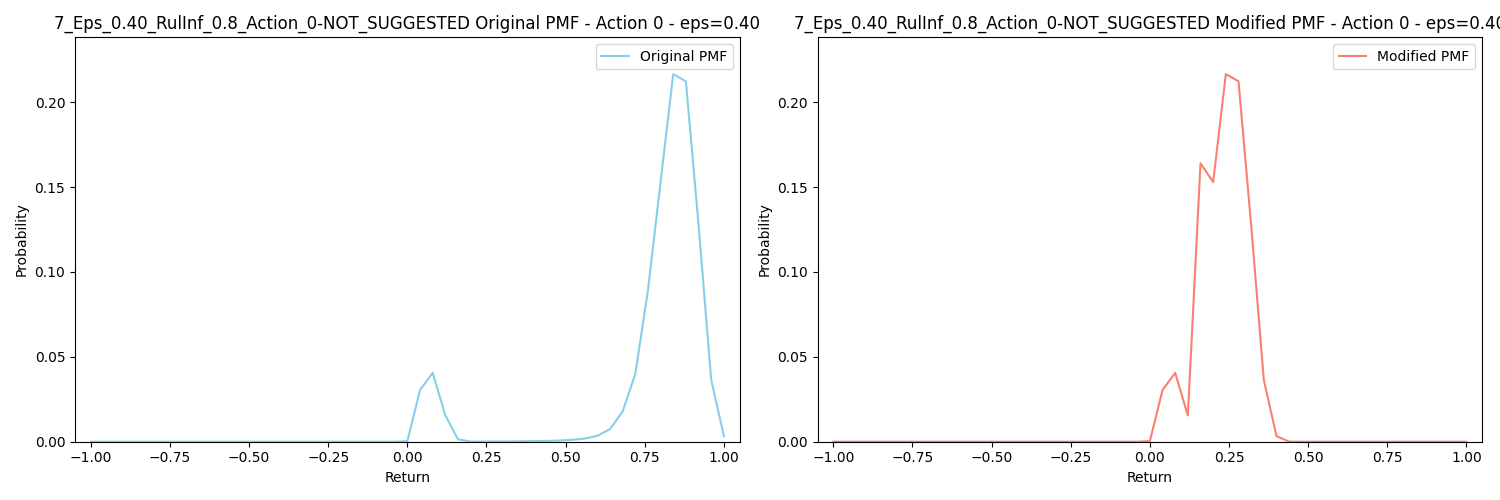 7_Eps_0.40_RulInf_0.8_Action_0-NOT_SUGGESTED Original PMF - Action 0 - eps=0.40
Original PMF
Probability
0.20
0.15
0.10
0.05
0.00
−1.00 −0.75 −0.50 −0.25 0.00 0.25 0.50 0.75 1.00
Return
7_Eps_0.40_RulInf_0.8_Action_0-NOT_SUGGESTED Modified PMF - Action 0 - eps=0.40
Modified PMF
Probability
0.20
0.15
0.10
0.05
0.00
−1.00 −0.75 −0.50 −0.25 0.00 0.25 0.50 0.75 1.00
Return